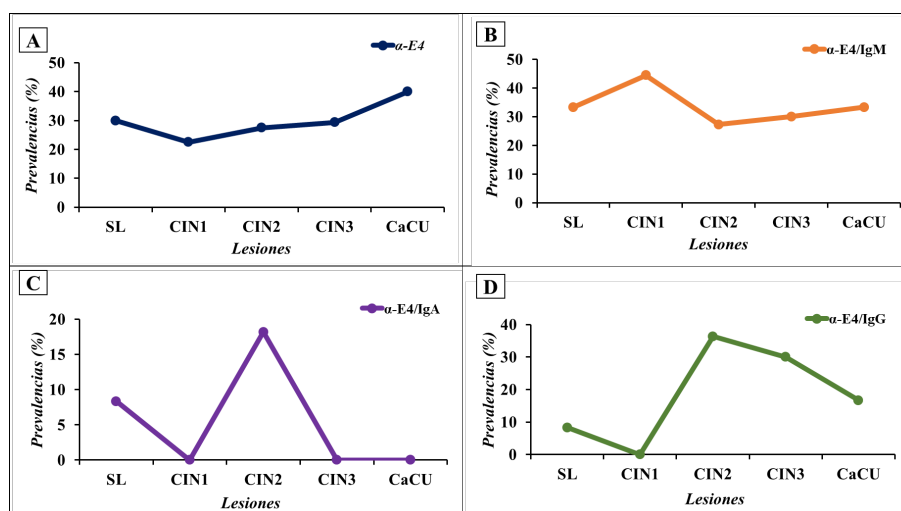 A
α-E4
Prevalencias (%)
50
40
30
20
10
0
SL CIN1 CIN2 CIN3 CaCU
Lesiones
B
α-E4/IgM
Prevalencias (%)
50
40
30
20
10
0
SL CIN1 CIN2 CIN3 CaCU
Lesiones
C
α-E4/IgA
Prevalencias (%)
20
15
10
5
0
SL CIN1 CIN2 CIN3 CaCU
Lesiones
D
α-E4/IgG
Prevalencias (%)
40
30
20
10
0
SL CIN1 CIN2 CIN3 CaCU
Lesiones